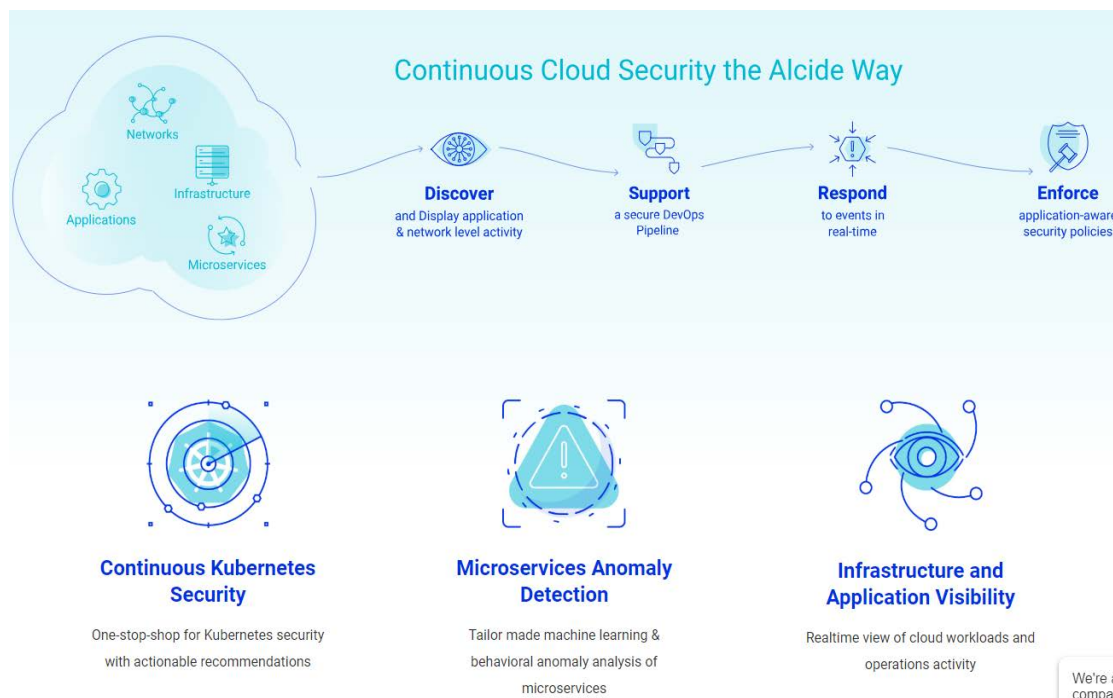 Continuous Cloud Security the Alcide Way
Networks
Infrastructure
Applications
Microservices
Discover
and Display application
& network level activity
Support
a secure DevOps
Pipeline
Respond
to events in
real-time
Enforce
application-aware
security policies
Continuous Kubernetes
Security
One-stop-shop for Kubernetes security
with actionable recommendations
Microservices Anomaly
Detection
Tailor made machine learning &
behavioral anomaly analysis of
microservices
Infrastructure and
Application Visibility
Realtime view of cloud workloads and
operations activity
We're a